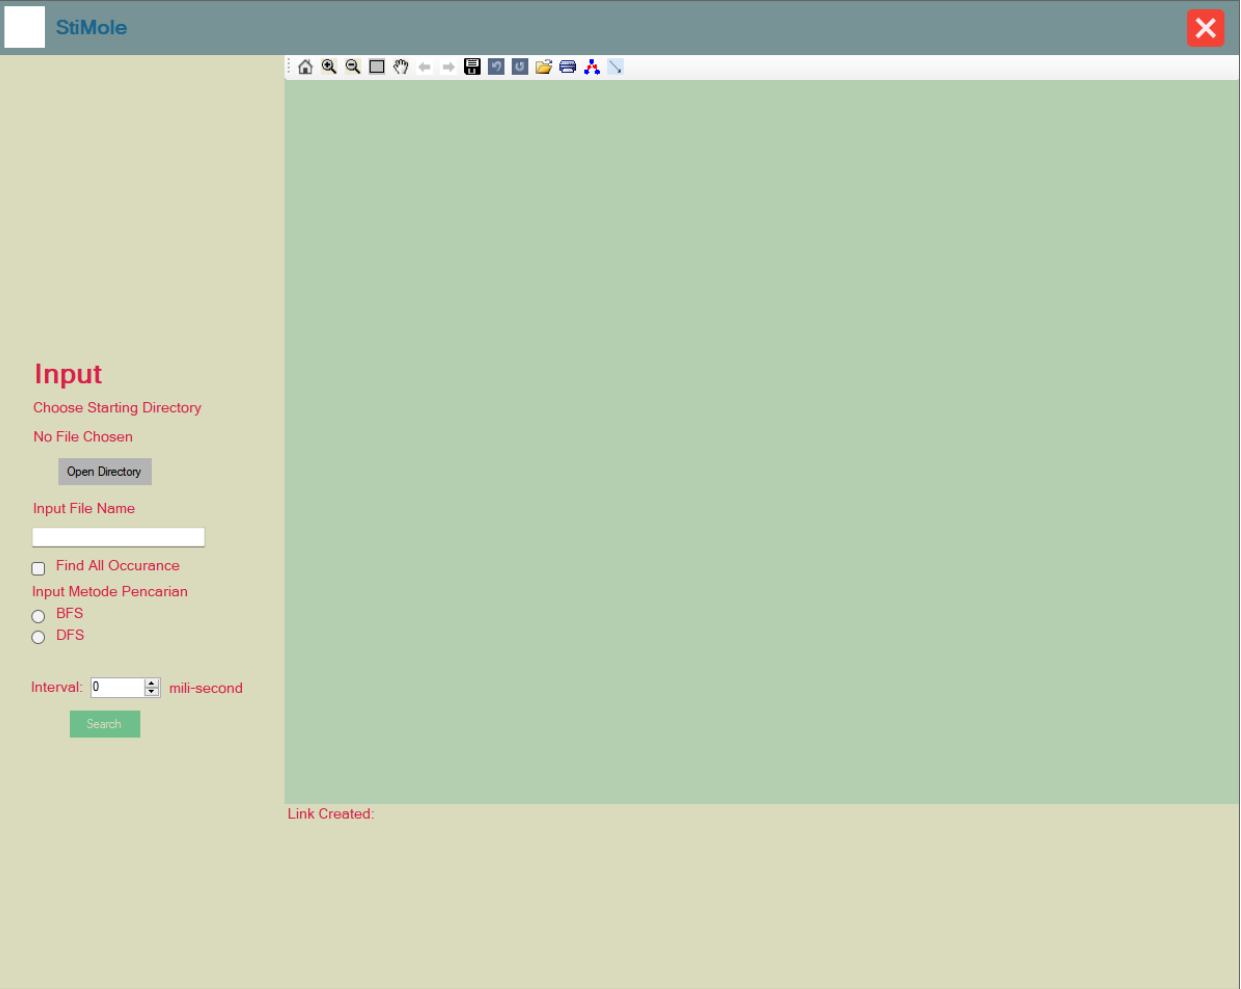 StiMole
Input
Choose Starting Directory
No File Chosen
Open Directory
Input File Name
Find All Occurance
Input Metode Pencarian
BFS
DFS
Interval: 0 mili-second
Search
Link Created: